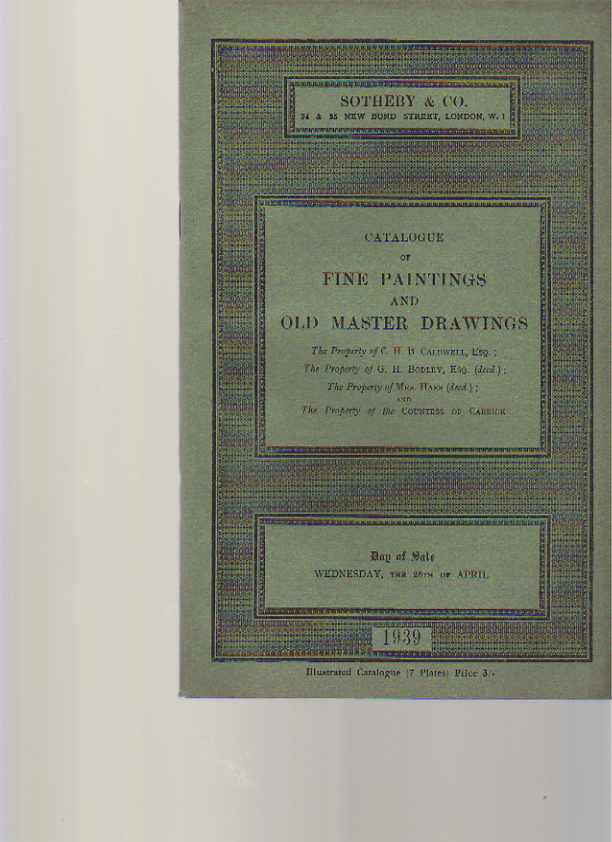 SOTHEBY & CO.
34 & 35 NEW BOND STREET, LONDON, W. 1
CATALOGUE
OF
FINE PAINTINGS
AND
OLD MASTER DRAWINGS
The Property of C. H. B. CALDWELL, ESQ. ;
The Property of G. H. BODLEY, ESQ. (decd.) ;
The Property of MRS. (decd.) ;
AND
The Property of the COUNTESS OF CARRICK
Day of Sale
WEDNESDAY, THE OF APRIL
1939
Illustrated Catalogue (7 Plates) Price 3/-